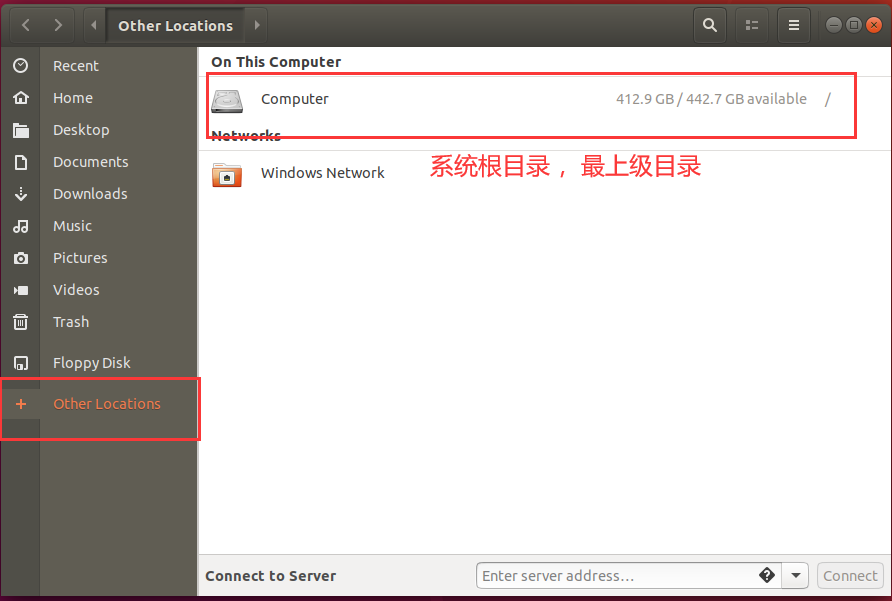 Other Locations
Recent
Home
Desktop
Documents
Downloads
Music
Pictures
Videos
Trash
Floppy Disk
Other Locations
On This Computer
Computer 412.9 GB / 442.7 GB available /
Networks
Windows Network
系统根目录，最上级目录
Connect to Server Enter server address... Connect